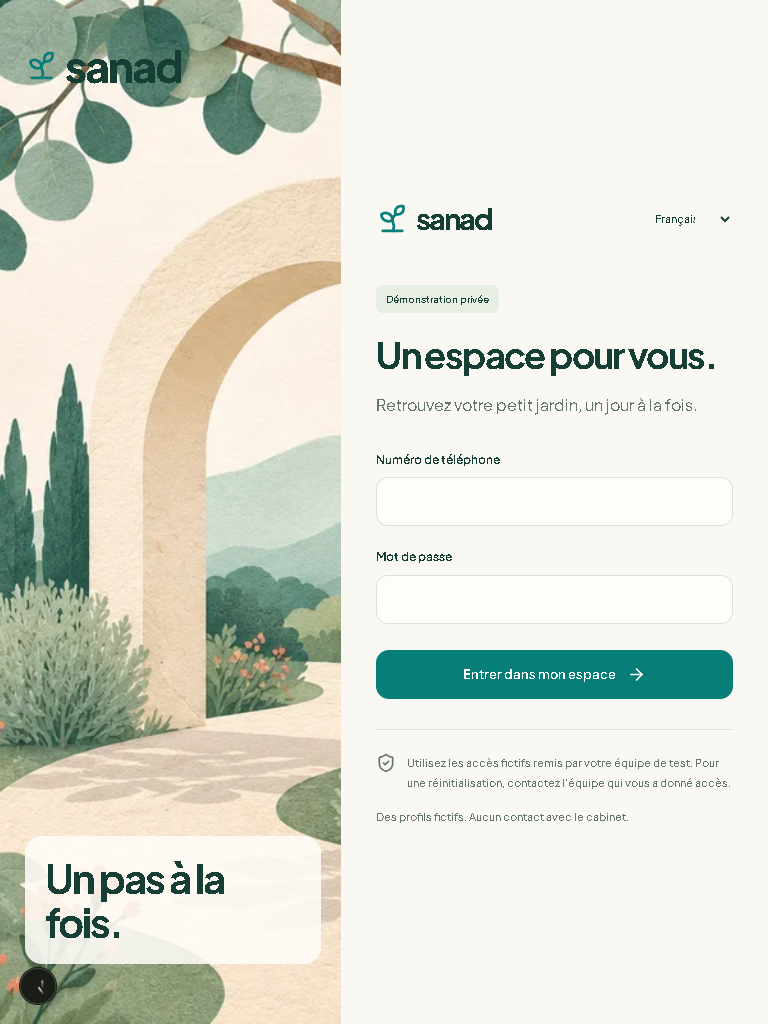 sanad
Un pas à la
fois.
sanad
Français
Démonstration privée
Un espace pour vous.
Retrouvez votre petit jardin, un jour à la fois.
Numéro de téléphone
Mot de passe
Entrer dans mon espace
Utilisez les accès fictifs remis par votre équipe de test. Pour
une réinitialisation, contactez l'équipe qui vous a donné accès.
Des profils fictifs. Aucun contact avec le cabinet.